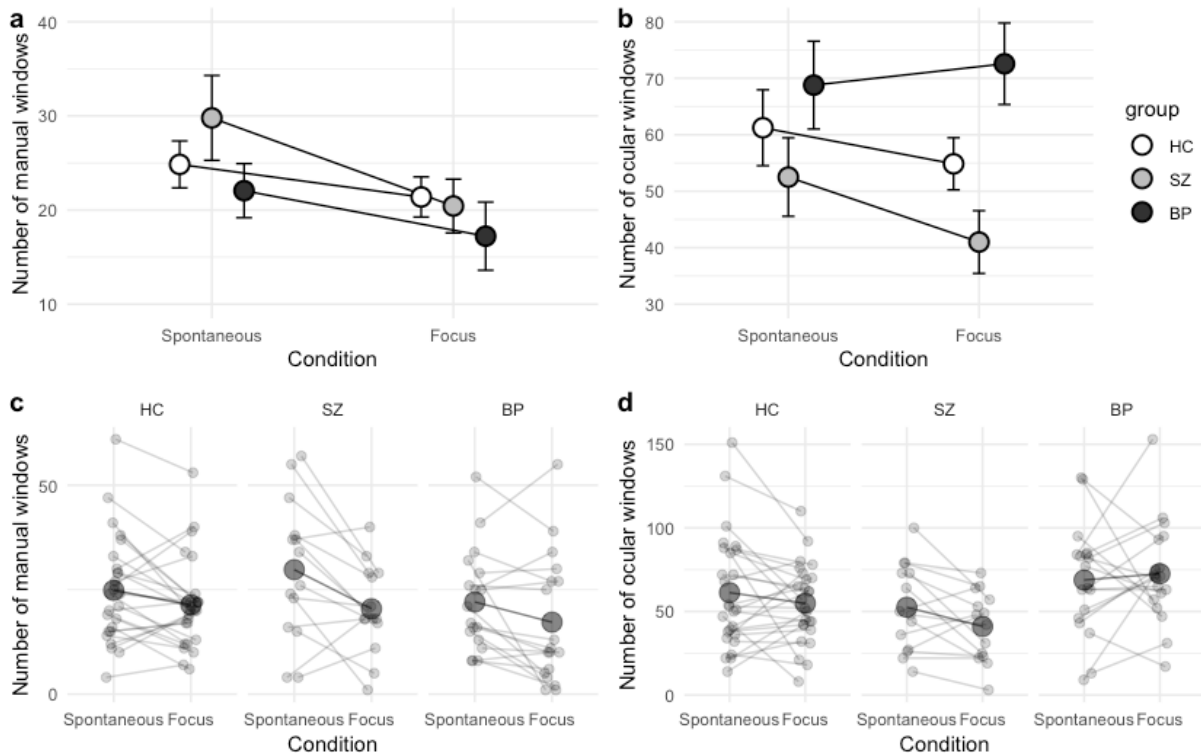 a
Number of manual windows
40
30
20
10
Spontaneous Focus
Condition
b
Number of ocular windows
80
70
60
50
40
30
Spontaneous Focus
Condition
group
HC
SZ
BP
c
HC SZ BP
Number of manual windows
50
0
Spontaneous Focus Spontaneous Focus Spontaneous Focus
Condition
d
HC SZ BP
Number of ocular windows
150
100
50
0
Spontaneous Focus Spontaneous Focus Spontaneous Focus
Condition